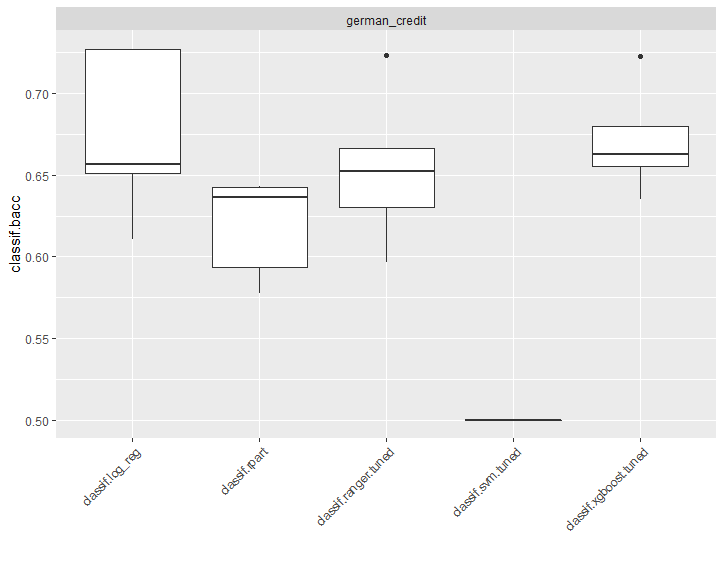 german_credit
classif.bacc
0.70
0.65
0.60
0.55
0.50
classif.log_reg
classif.rpart
classif.ranger.tuned
classif.svm.tuned
classif.xgboost.tuned